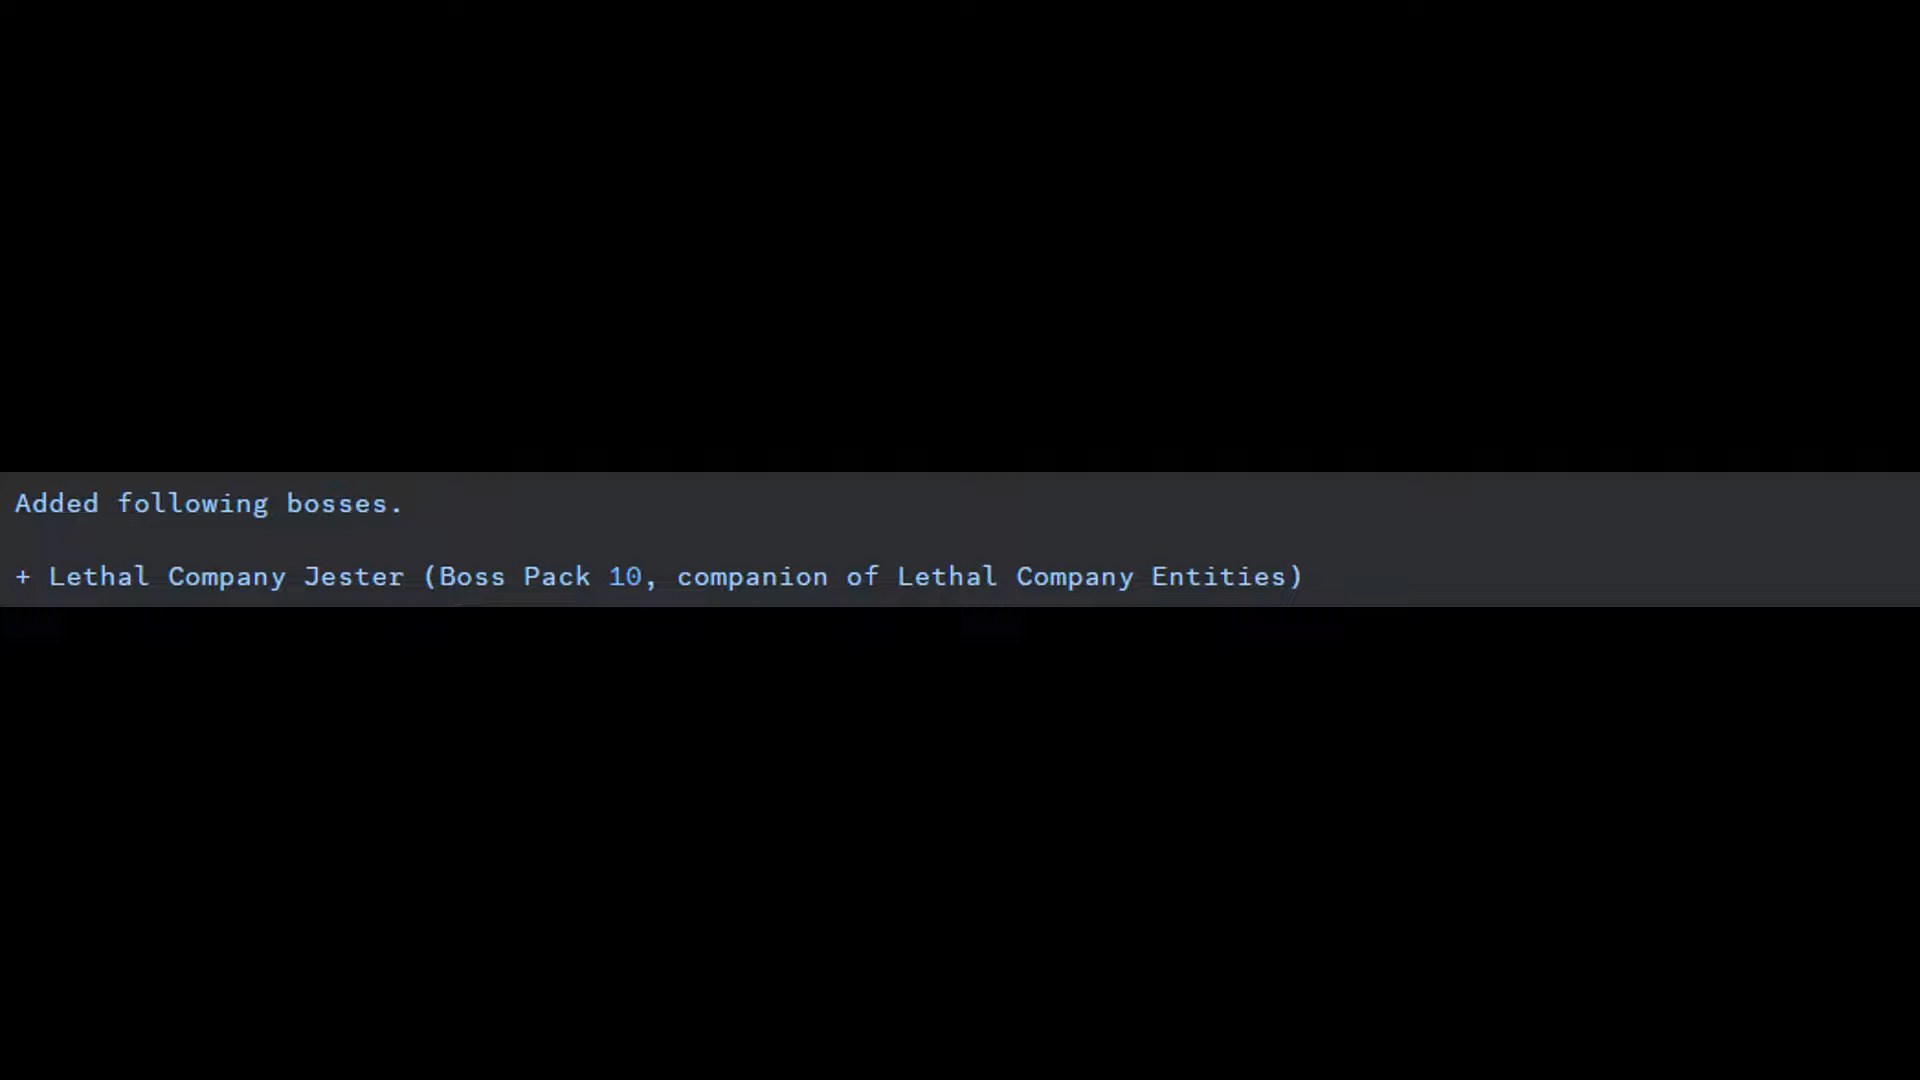 Added following bosses.
+ Lethal Company Jester (Boss Pack 10, companion of Lethal Company Entities)